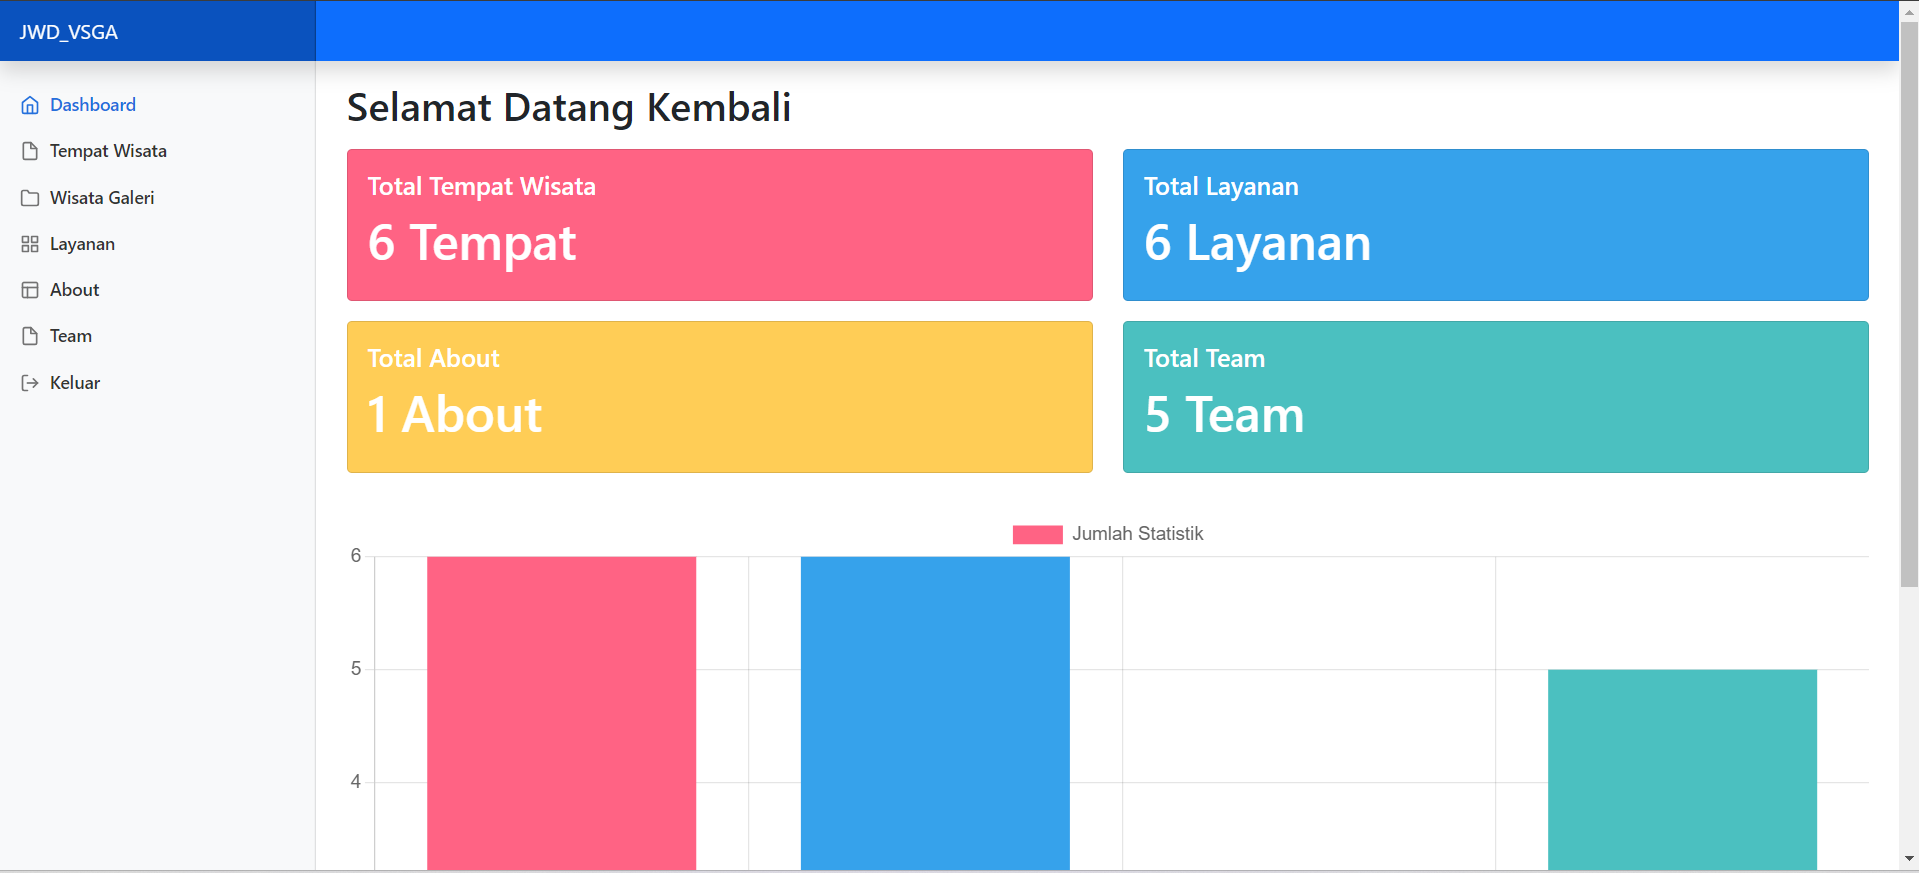 JWD_VSGA
Dashboard
Tempat Wisata
Wisata Galeri
Layanan
About
Team
Keluar
Selamat Datang Kembali
Total Tempat Wisata
6 Tempat
Total Layanan
6 Layanan
Total About
1 About
Total Team
5 Team
Jumlah Statistik
6
5
4